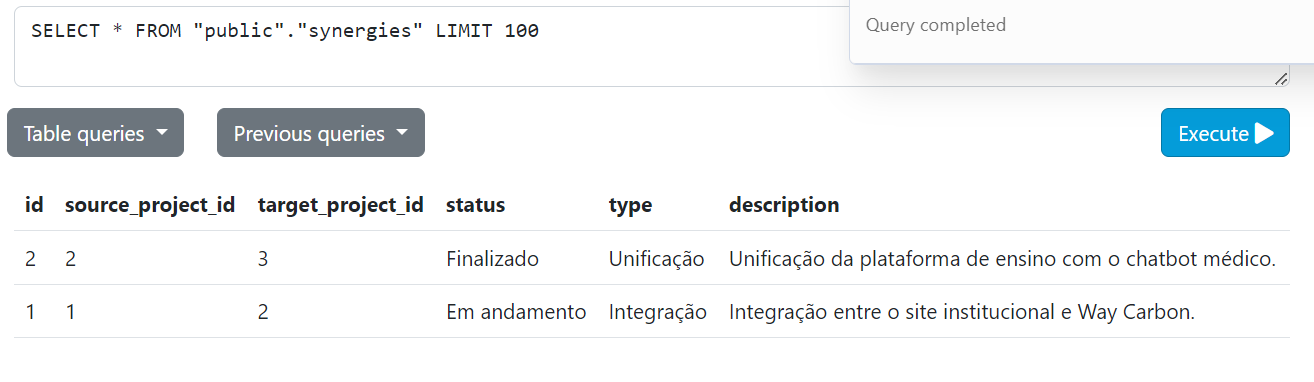 SELECT * FROM "public"."synergies" LIMIT 100
Query completed
Table queries Previous queries Execute
id source_project_id target_project_id status type description
2 2 3 Finalizado Unificação Unificação da plataforma de ensino com o chatbot médico.
1 1 2 Em andamento Integração Integração entre o site institucional e Way Carbon.